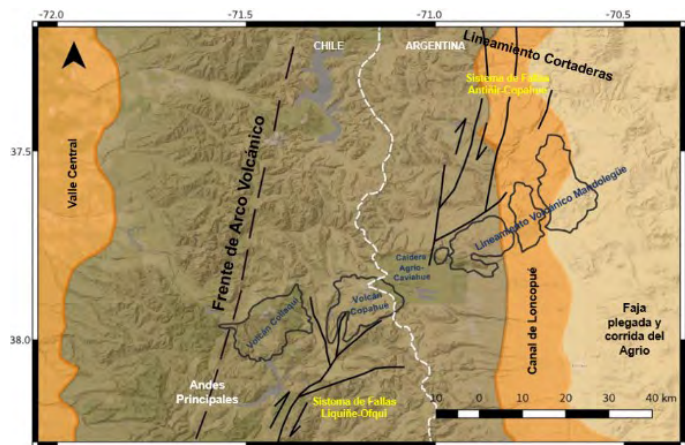 -72.0
-71.5
-71.0
-70.5
CHILE
ARGENTINA
Lineamiento Cortaderas
Sistema de Fallas
Antiñir-Copahue
37.5
Valle Central
Frente de Arco Volcánico
Lineamiento Volcánico Mandolegüe
Caldera
Agrio-
Caviahue
Volcán
Copahue
Volcán Callaqui
Canal de Loncopué
Faja
plegada y
corrida del
Agrio
38.0
Andes
Principales
Sistoma de Fallas
Liquiñe-Ofqui
10
0
10
20
30
40 km